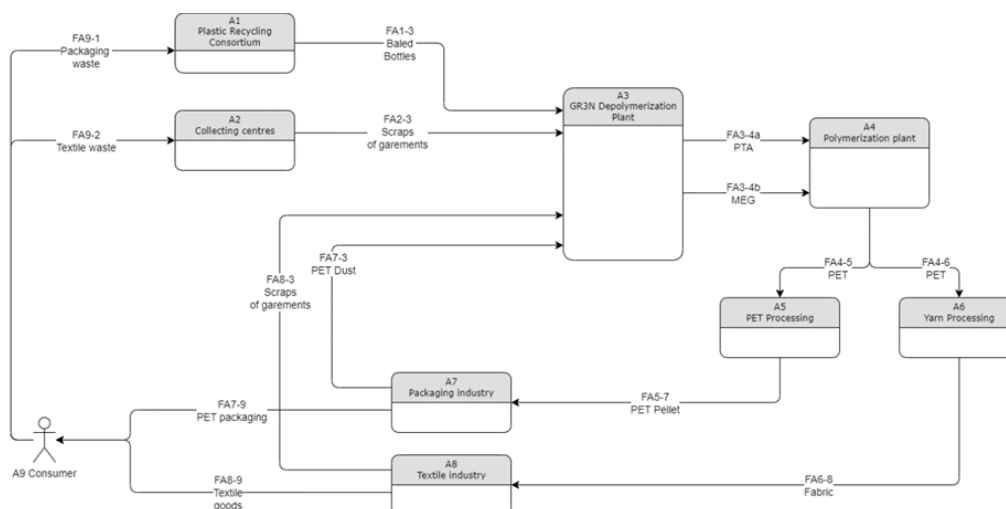 FA9-1
Packaging
waste
A1
Plastic Recycling
Consortium
FA1-3
Baled
Bottles
FA9-2
Textile waste
A2
Collecting centres
FA2-3
Scraps
of garements
A3
GR3N Depolymerization
Plant
FA3-4a
PTA
FA3-4b
MEG
A4
Polymerization plant
FA8-3
Scraps
of garements
FA7-3
PET Dust
FA4-5
PET
FA4-6
PET
A5
PET Processing
A6
Yarn Processing
A7
Packaging industry
FA5-7
PET Pellet
FA7-9
PET packaging
A9 Consumer
A8
Textile industry
FA8-9
Textile
goods
FA6-8
Fabric